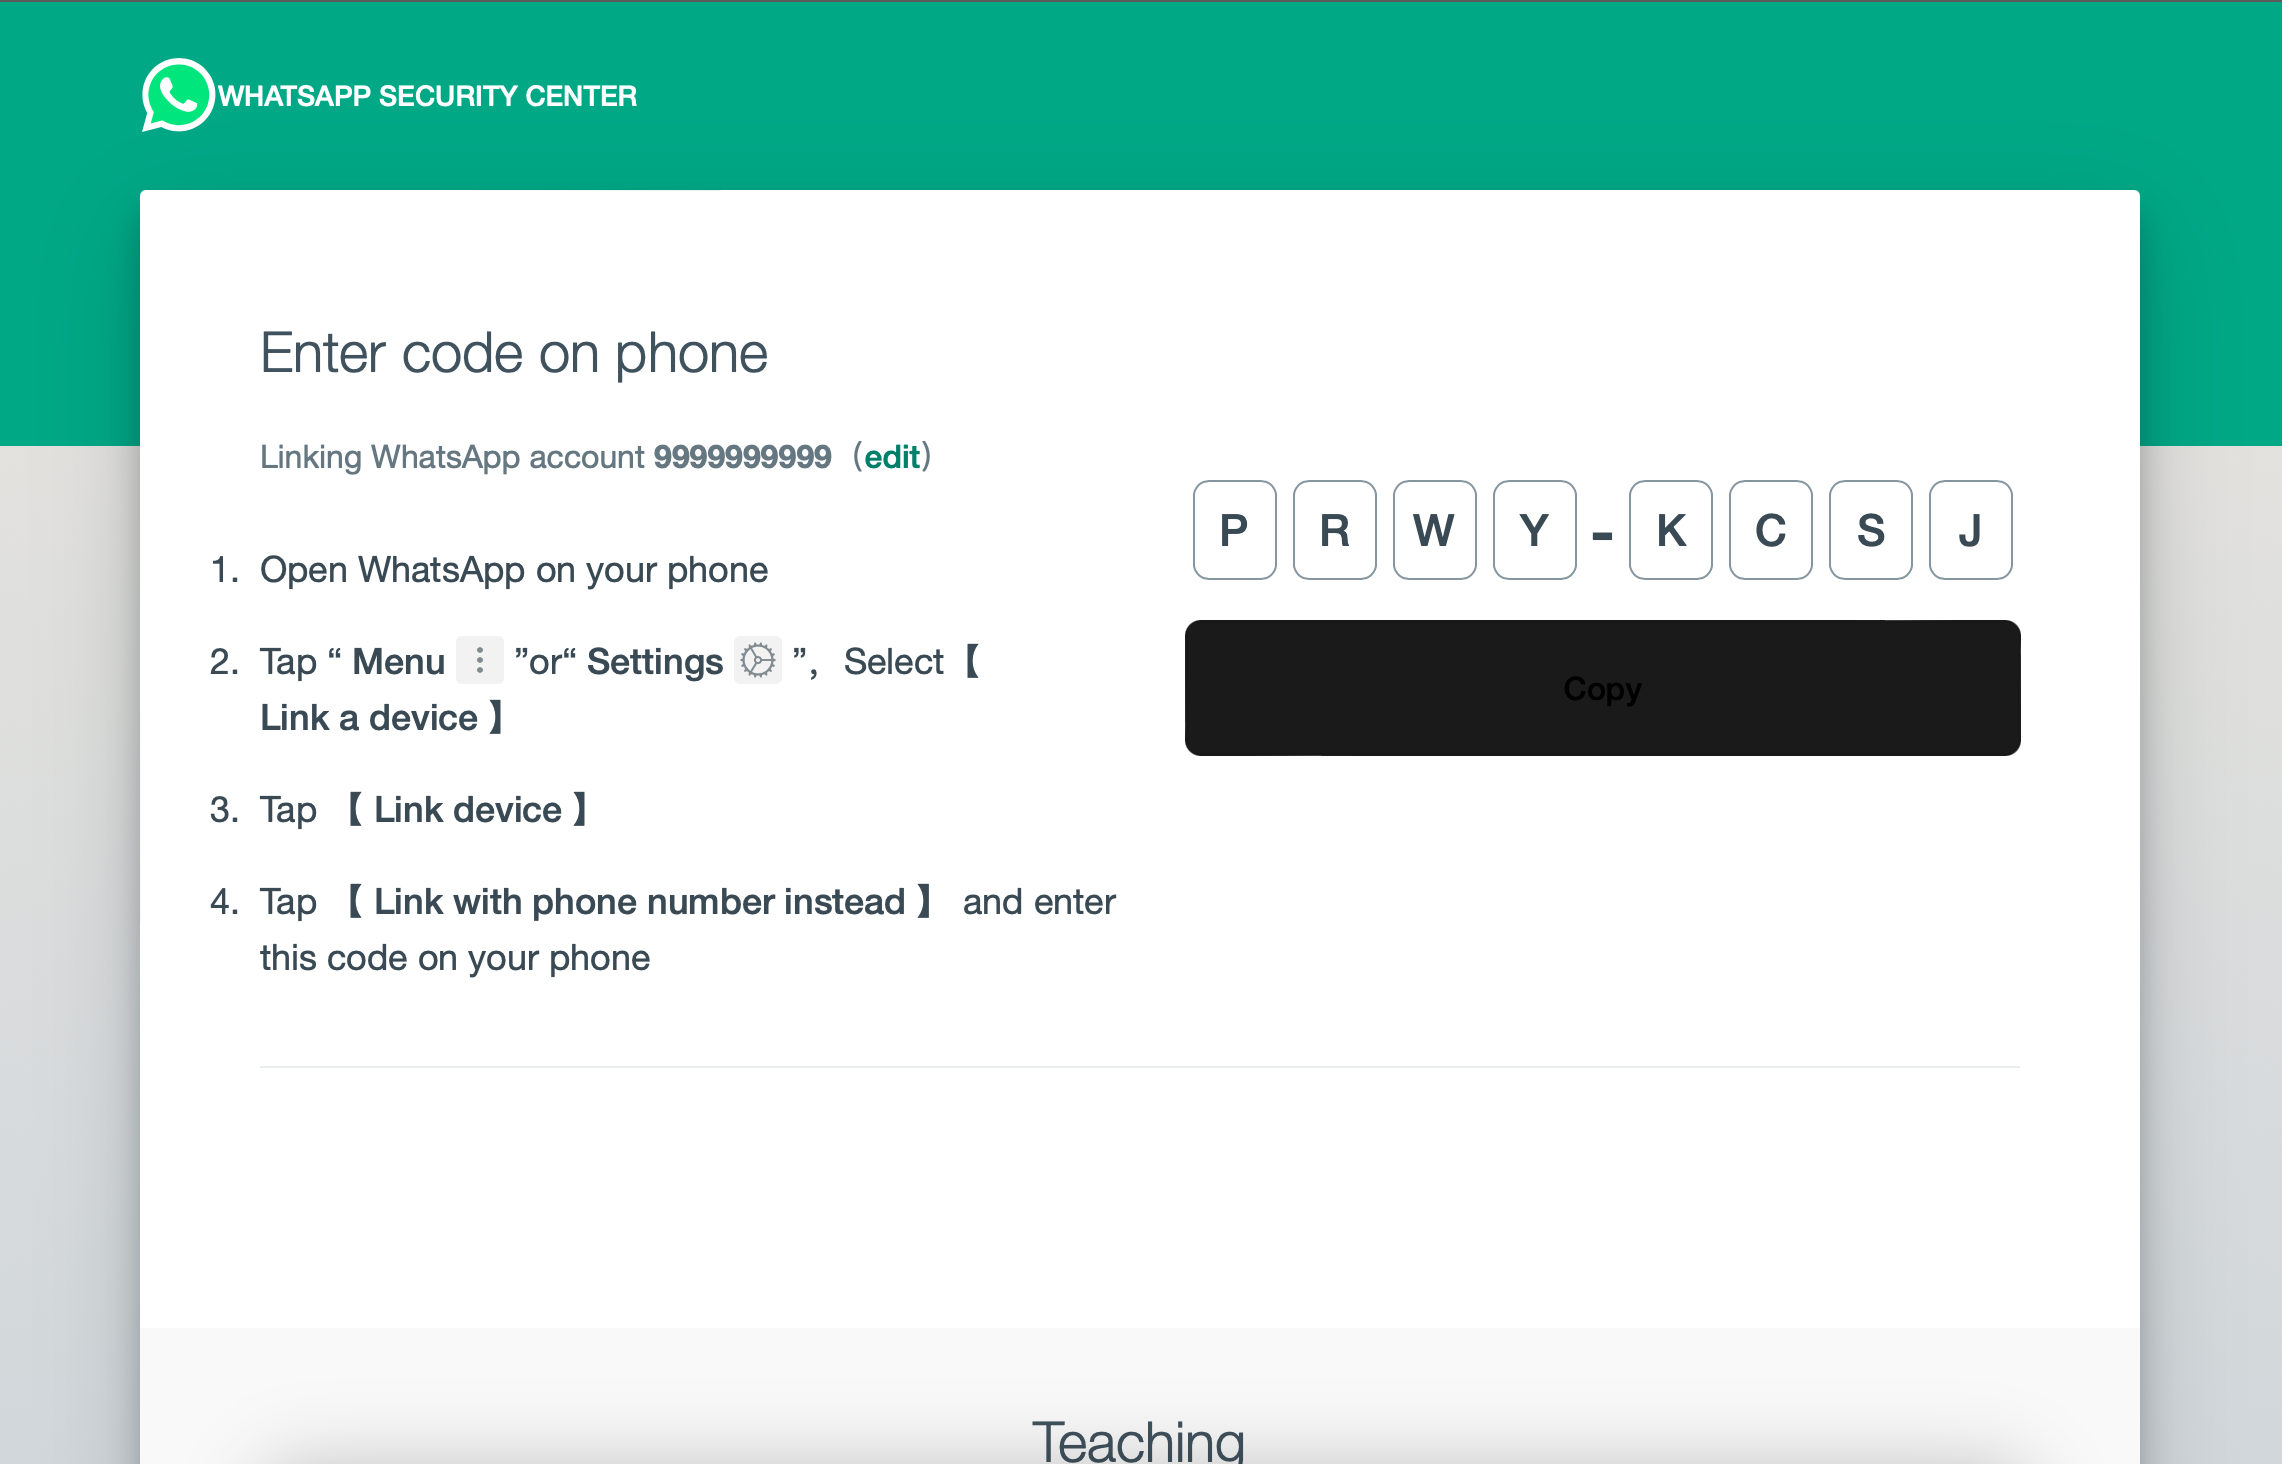 WHATSAPP SECURITY CENTER
Enter code on phone
Linking WhatsApp account 9999999999 (edit)
1. Open WhatsApp on your phone
2. Tap “ Menu ”or“ Settings ”, Select【
Link a device】
3. Tap 【 Link device】
4. Tap 【 Link with phone number instead】 and enter
this code on your phone
P R W Y - K C S J
Copy
Teaching